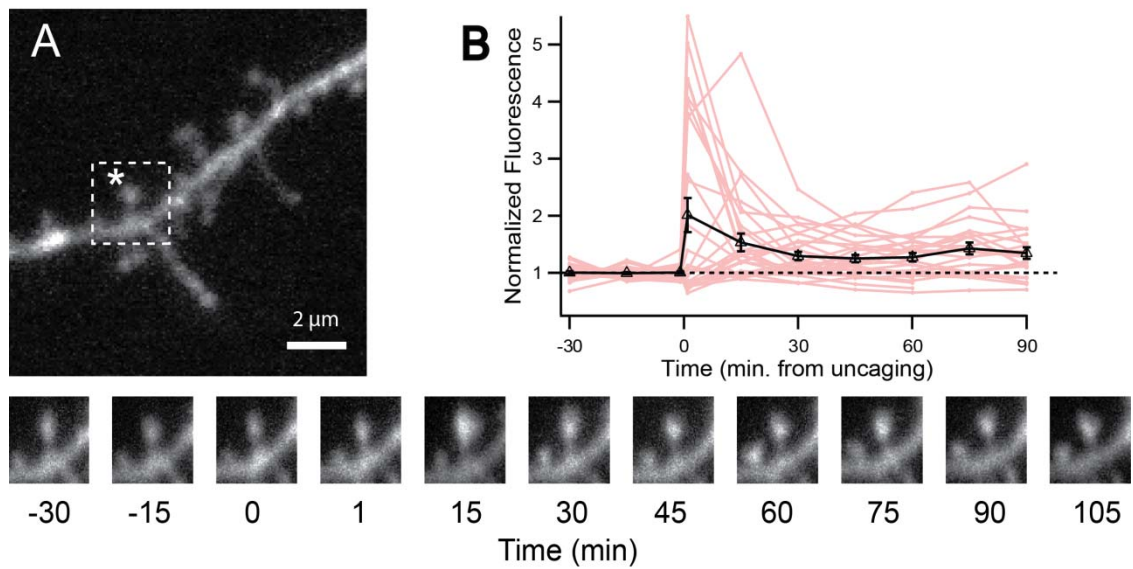 A
*
2 µm
B
Normalized Fluorescence
5
4
3
2
1
-30
0
30
60
90
Time (min. from uncaging)
-30 -15 0 1 15 30 45 60 75 90 105
Time (min)